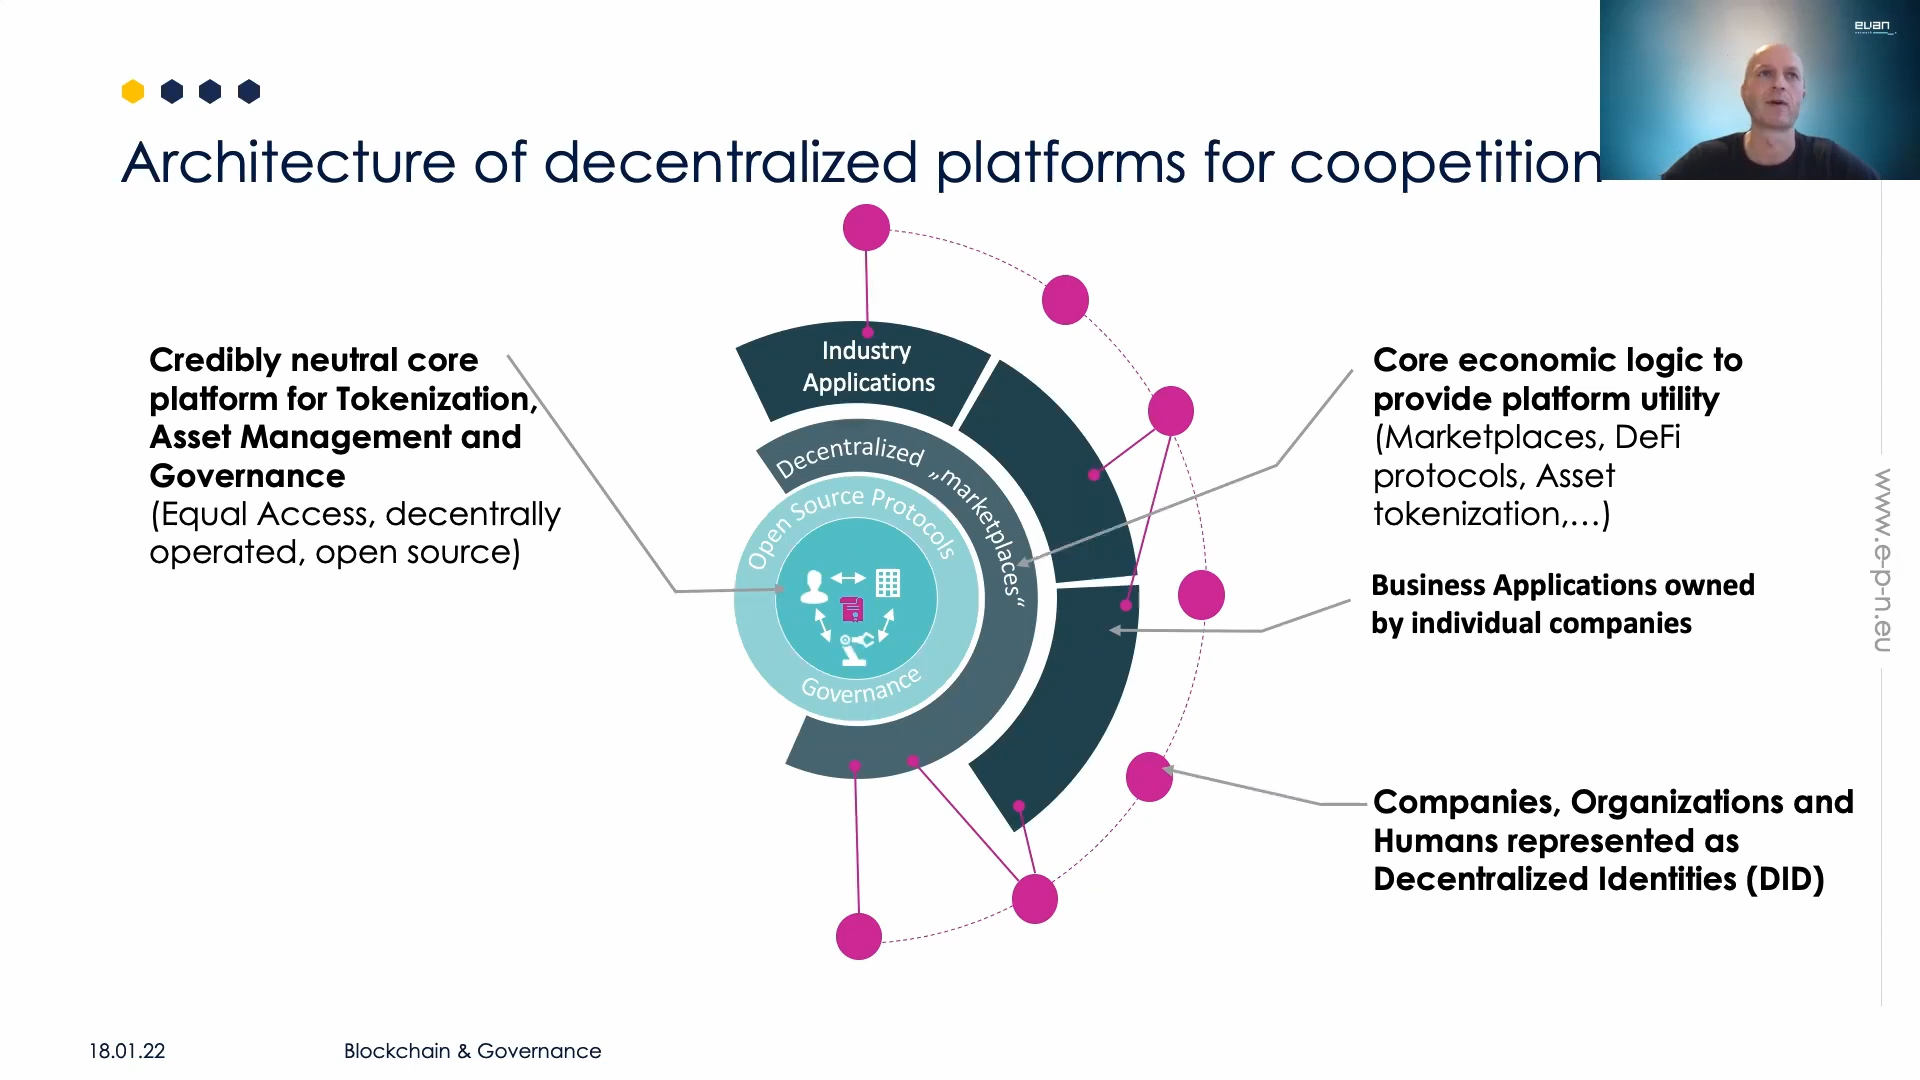 evan
Architecture of decentralized platforms for coopetition
Credibly neutral core
platform for Tokenization,
Asset Management and
Governance
(Equal Access, decentrally
operated, open source)
Industry
Applications
Decentralized „marketplaces“
Open Source Protocols
Governance
Core economic logic to
provide platform utility
(Marketplaces, DeFi
protocols, Asset
tokenization,...)
Business Applications owned
by individual companies
Companies, Organizations and
Humans represented as
Decentralized Identities (DID)
www.e-p-n.eu
18.01.22
Blockchain & Governance